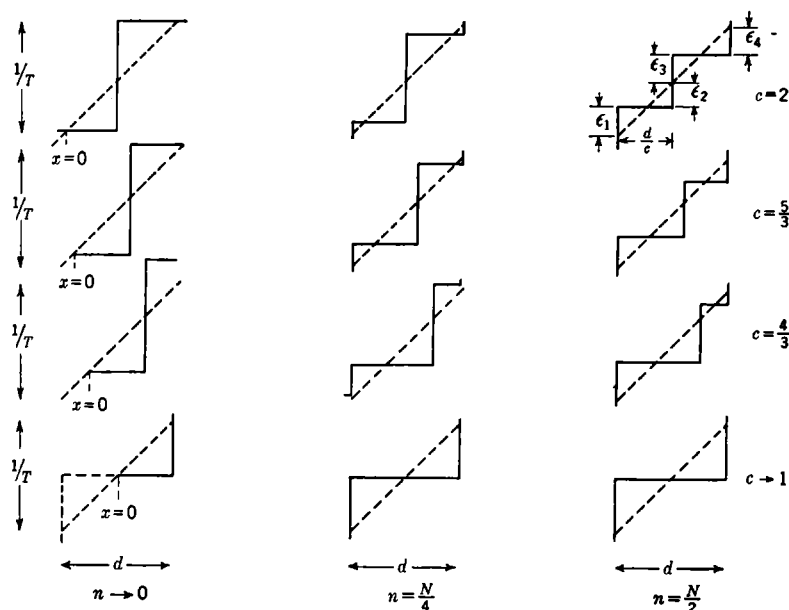 1/T
x=0
ϵ1
ϵ2
ϵ3
ϵ4
d/c
c=2
1/T
x=0
c=5/3
1/T
x=0
c=4/3
1/T
x=0
c→1
d
d
d
n→0
n=N/4
n=N/2